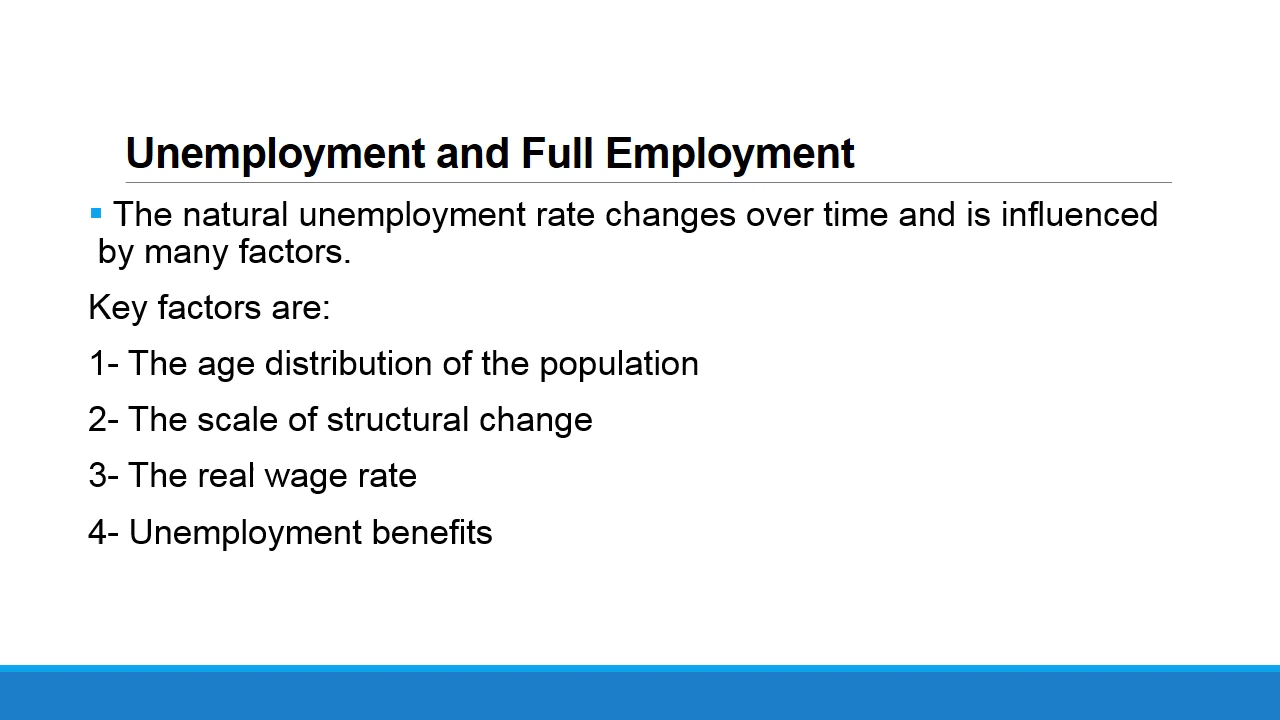 Unemployment and Full Employment
▪ The natural unemployment rate changes over time and is influenced
by many factors.
Key factors are:
1- The age distribution of the population
2- The scale of structural change
3- The real wage rate
4- Unemployment benefits